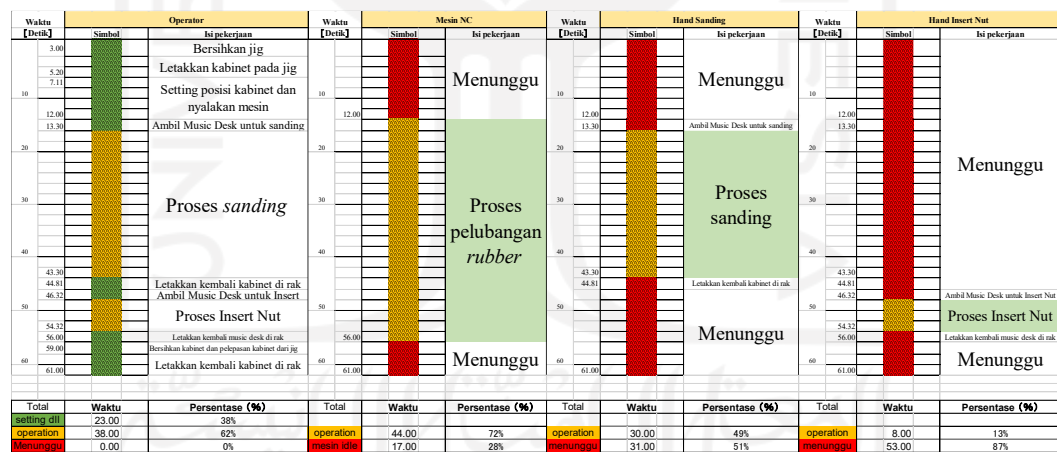 Waktu Operator Waktu Mesin NC Waktu Hand Sanding Waktu Hand Insert Nut
【Detik】 Simbol Isi pekerjaan 【Detik】 Simbol Isi pekerjaan 【Detik】 Simbol Isi pekerjaan 【Detik】 Simbol Isi pekerjaan
3.00 Bersihkan jig
5.20 Letakkan kabinet pada jig
7.11 Setting posisi kabinet dan nyalakan mesin Menunggu Menunggu
10 10 10 10
12.00 12.00 12.00 12.00
13.30 Ambil Music Desk untuk sanding 13.30 Ambil Music Desk untuk sanding 13.30
20 20 20 20 Menunggu
30 Proses sanding 30 Proses pelubangan rubber 30 Proses sanding 30
40 40 40 40
43.30 43.30 43.30
44.81 Letakkan kembali kabinet di rak 44.81 Letakkan kembali kabinet di rak 44.81
46.32 Ambil Music Desk untuk Insert 46.32 Ambil Music Desk untuk Insert Nut
50 Proses Insert Nut 50 50 Menunggu 50 Proses Insert Nut
54.32 54.32
56.00 Letakkan kembali music desk di rak 56.00 56.00 Letakkan kembali music desk di rak
59.00 Bersihkan kabinet dan pelepasan kabinet dari jig
60 Letakkan kembali kabinet di rak 60 Menunggu 60 60 Menunggu
61.00 61.00 61.00 61.00
Total Waktu Persentase (%) Total Waktu Persentase (%) Total Waktu Persentase (%) Total Waktu Persentase (%)
setting dll 23.00 38%
operation 38.00 62% operation 44.00 72% operation 30.00 49% operation 8.00 13%
Menunggu 0.00 0% mesin idle 17.00 28% menunggu 31.00 51% menunggu 53.00 87%